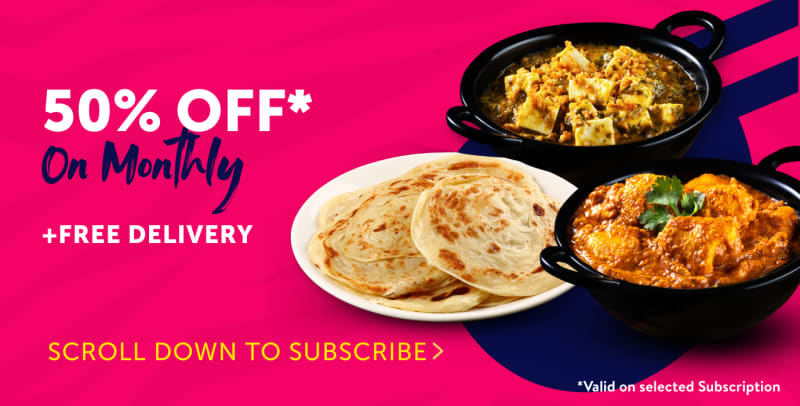 50% OFF*
On Monthly
+FREE DELIVERY
SCROLL DOWN TO SUBSCRIBE >
*Valid on selected Subscription